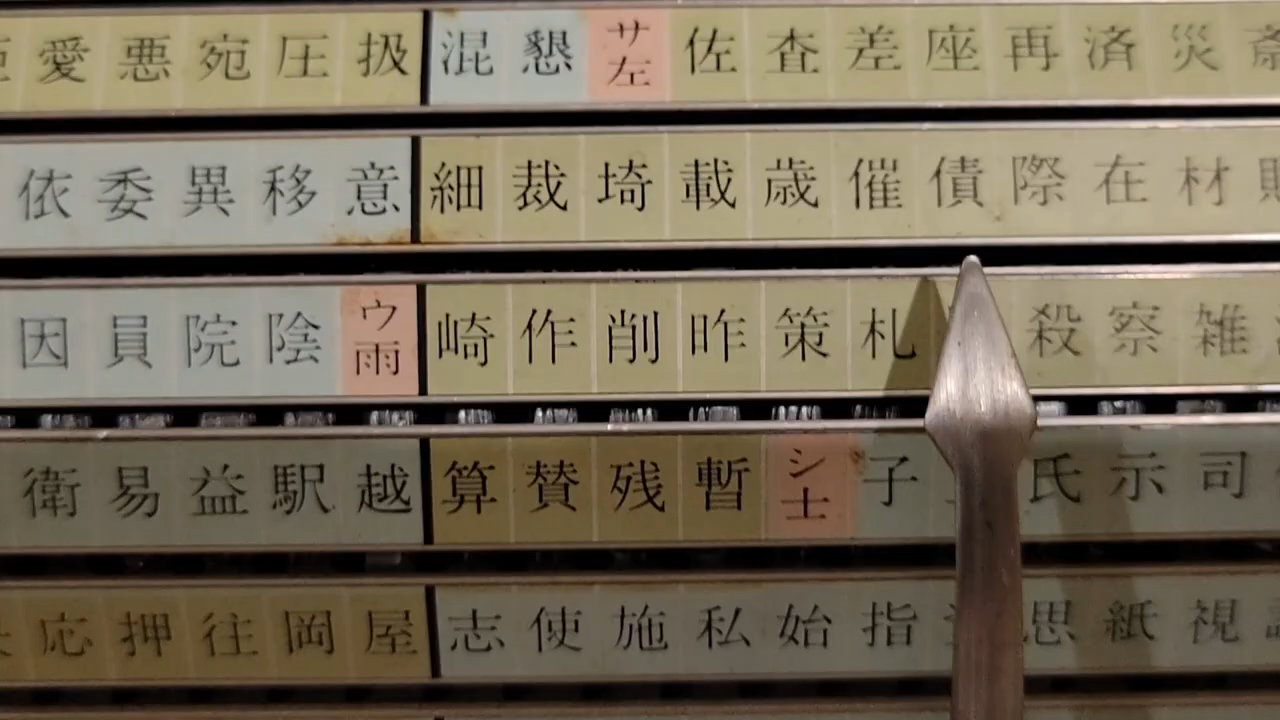 愛悪宛圧扱混懇サ左佐査差座再済災斎
依委異移意細裁埼載歳催債際在材
因員院陰ウ雨崎作削昨策札殺察雑
衛易益駅越算賛残暫シ士子氏示司
応押往岡屋志使施私始指思紙視